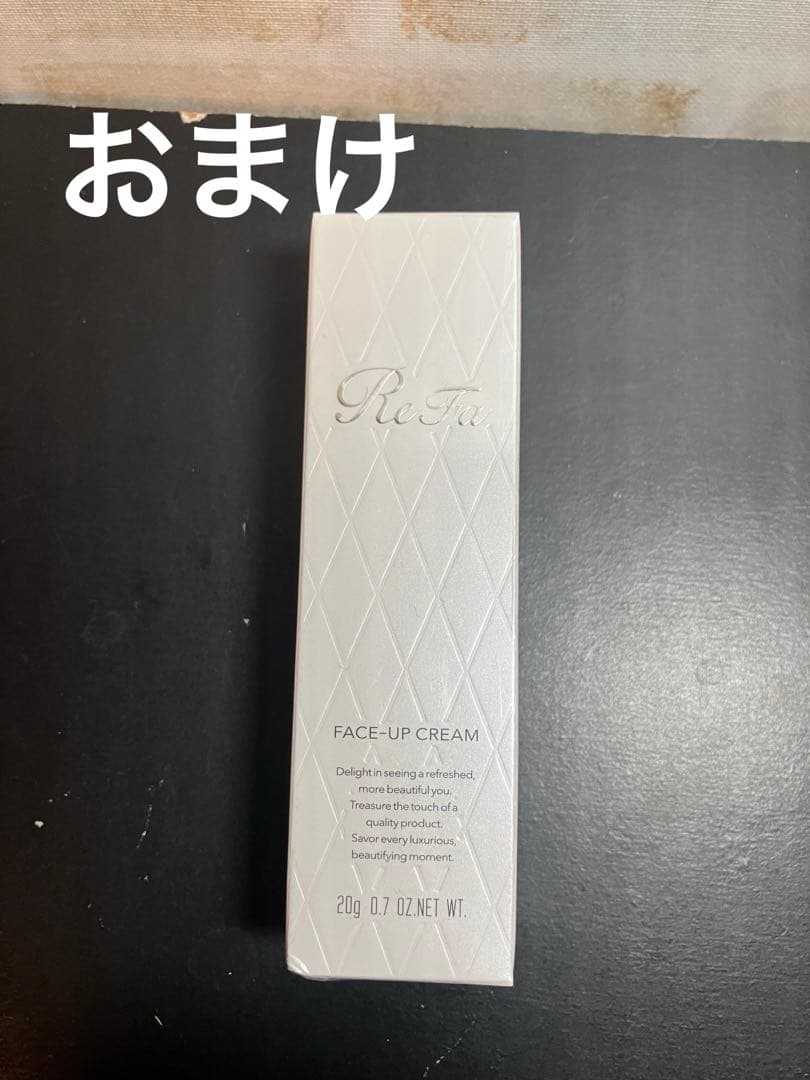 おまけ
ReFa
FACE-UP CREAM
Delight in seeing a refreshed,
more beautiful you.
Treasure the touch of a
quality product.
Savor every luxurious,
beautifying moment.
20g 0.7 OZ.NET WT.